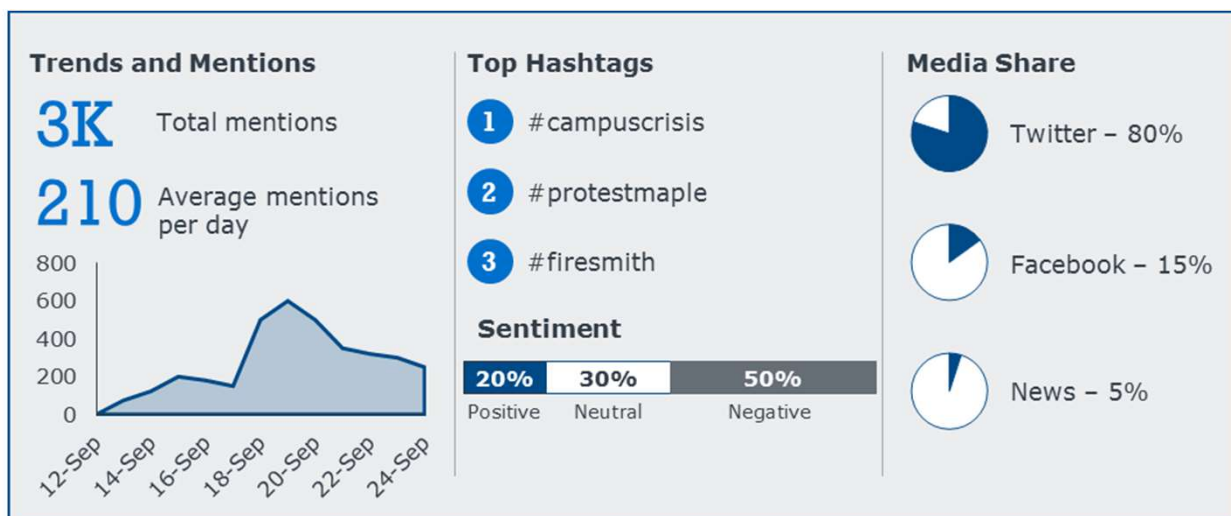 Trends and Mentions
3K Total mentions
210 Average mentions
per day
800
600
400
200
0
12-Sep
14-Sep
16-Sep
18-Sep
20-Sep
22-Sep
24-Sep
Top Hashtags
1 #campuscrisis
2 #protestmaple
3 #firesmith
Sentiment
20% 30% 50%
Positive Neutral Negative
Media Share
Twitter – 80%
Facebook – 15%
News – 5%